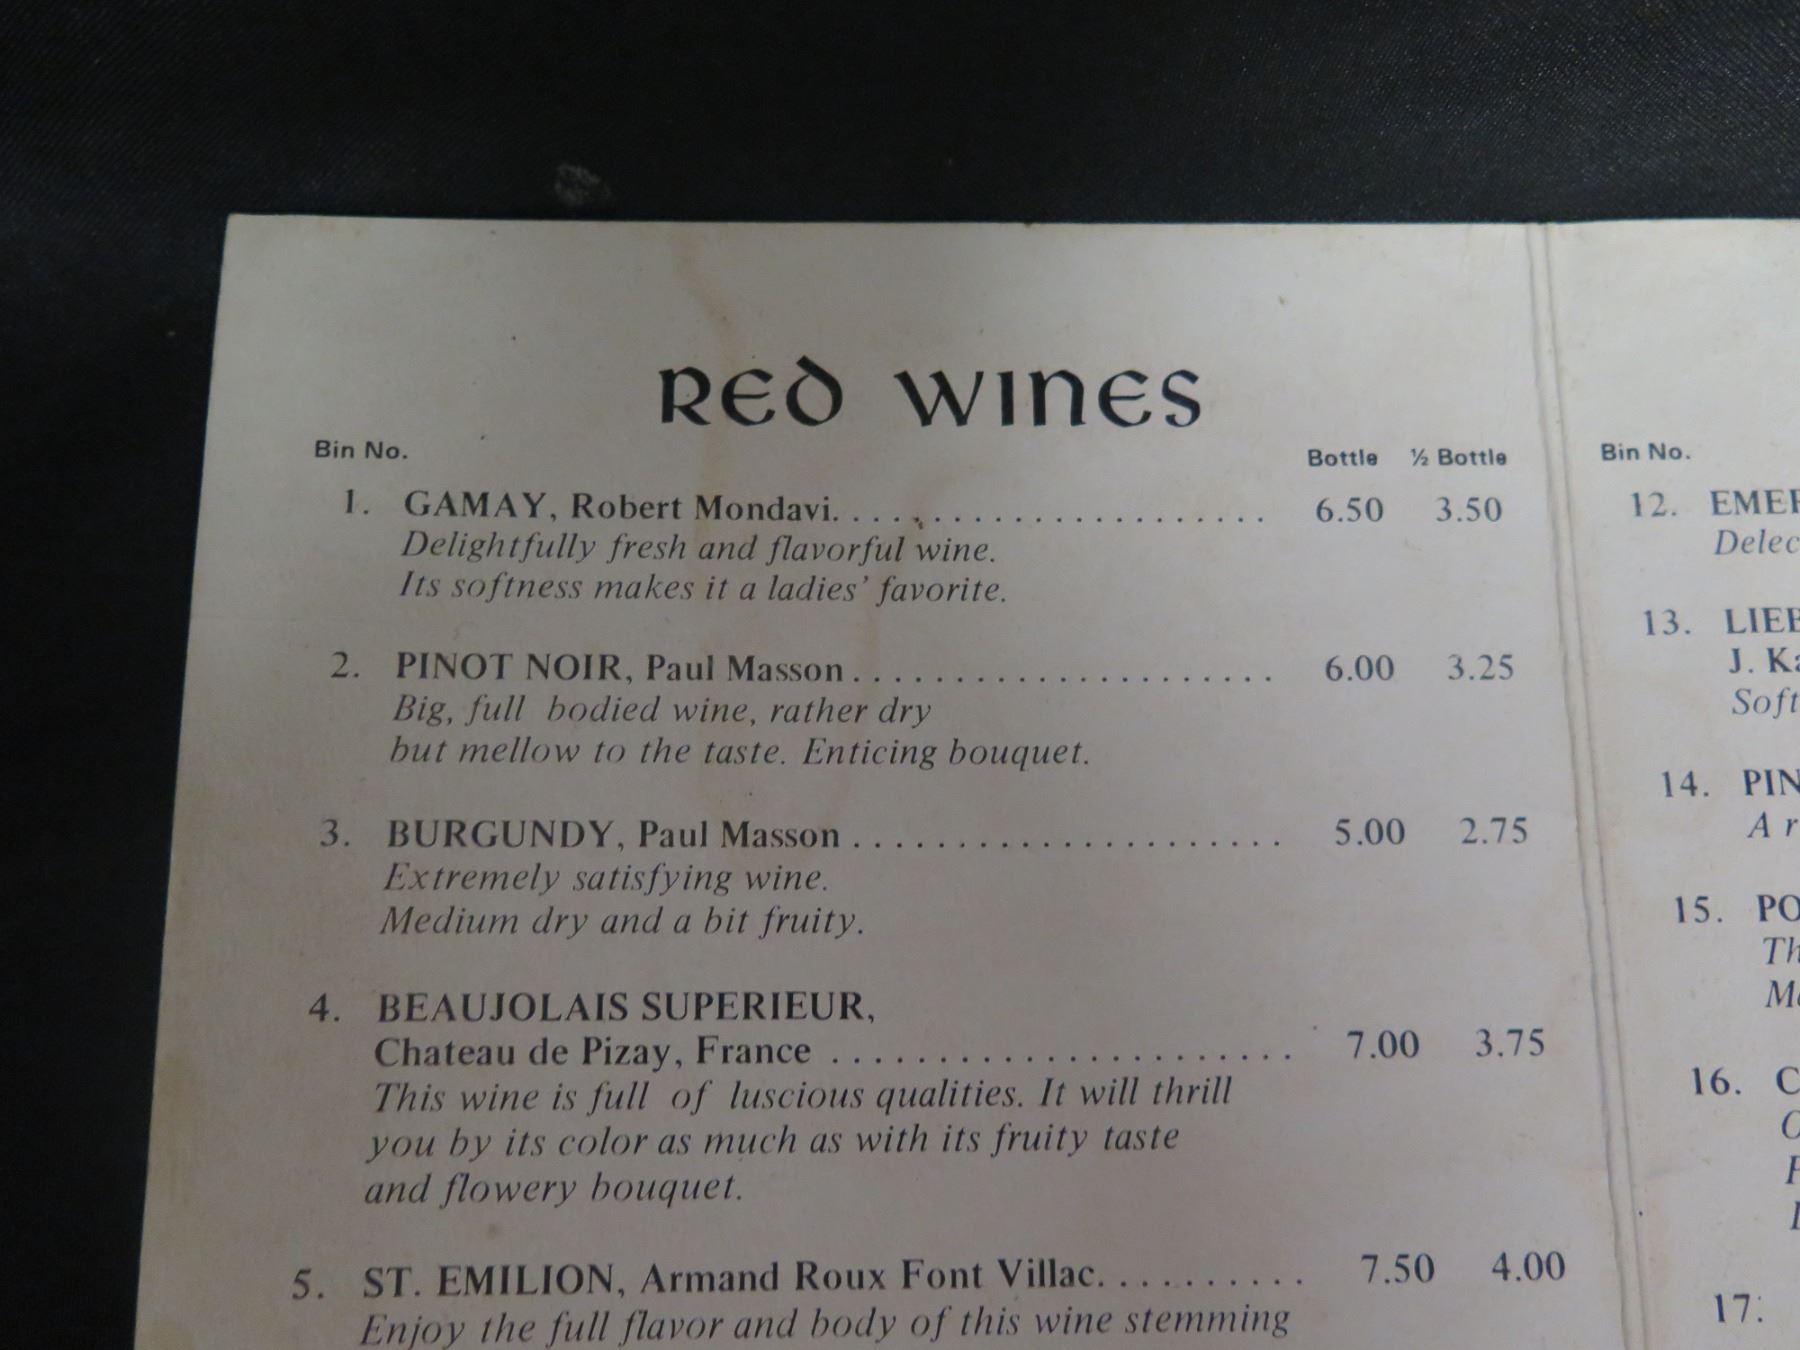 RED WINES
Bin No. Bottle ½ Bottle
1. GAMAY, Robert Mondavi. . . . . . . . . . . . . . . . . . . . . 6.50 3.50
Delightfully fresh and flavorful wine.
Its softness makes it a ladies' favorite.
2. PINOT NOIR, Paul Masson . . . . . . . . . . . . . . . . . . . . . 6.00 3.25
Big, full bodied wine, rather dry
but mellow to the taste. Enticing bouquet.
3. BURGUNDY, Paul Masson . . . . . . . . . . . . . . . . . . . . . 5.00 2.75
Extremely satisfying wine.
Medium dry and a bit fruity.
4. BEAUJOLAIS SUPERIEUR,
Chateau de Pizay, France . . . . . . . . . . . . . . . . . . . . . . 7.00 3.75
This wine is full of luscious qualities. It will thrill
you by its color as much as with its fruity taste
and flowery bouquet.
5. ST. EMILION, Armand Roux Font Villac. . . . . . . . . . 7.50 4.00
Enjoy the full flavor and body of this wine stemming
Bin No.
12.
13.
J.
Soft
14.
A
15.
16.
17.